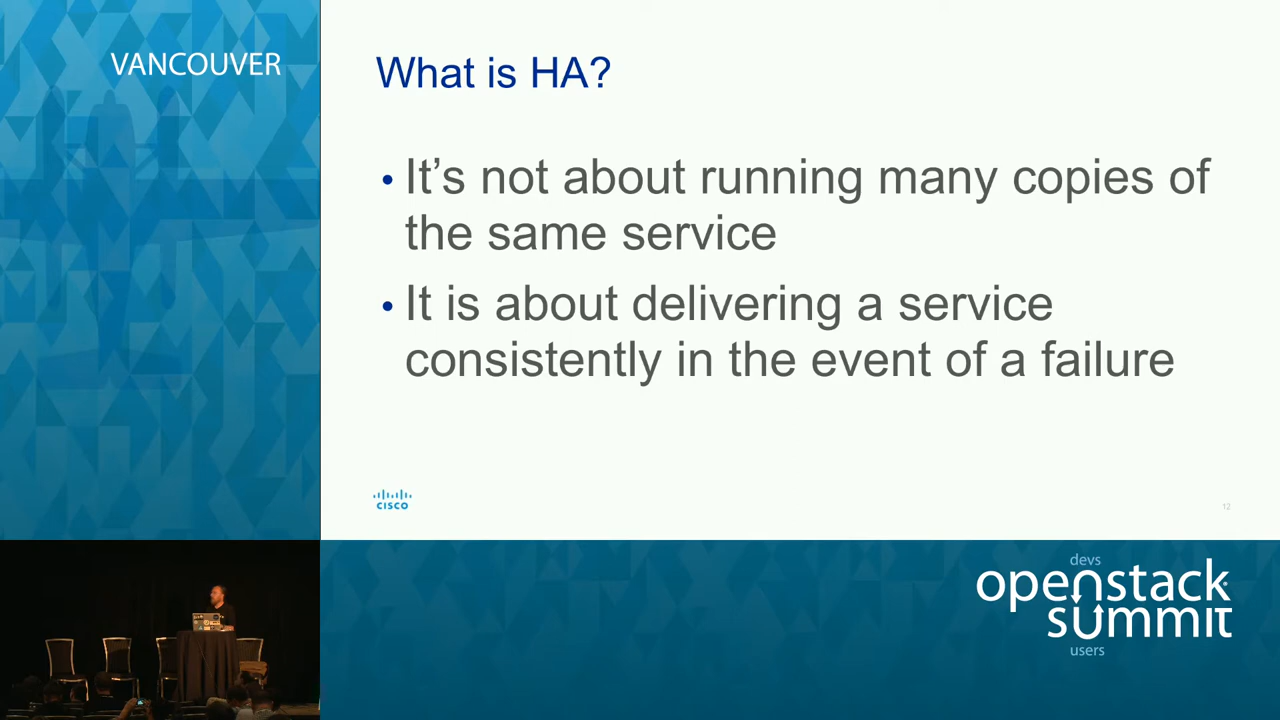 VANCOUVER
What is HA?
• It's not about running many copies of
the same service
• It is about delivering a service
consistently in the event of a failure
CISCO
12
devs
openstack
summit
users